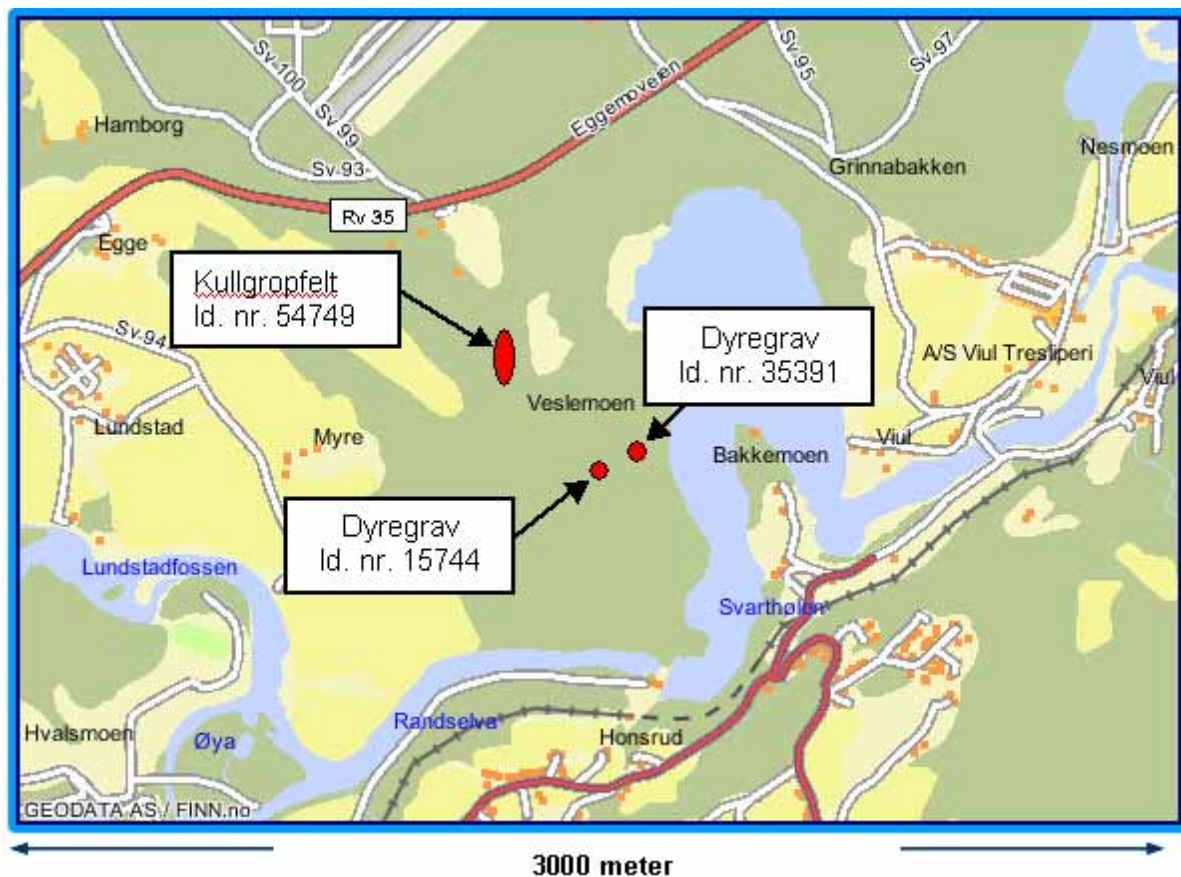 Sv 100
Sv 99
Sv 93
Sv 95
Sv 97
Eggemoveien
Hamborg
Grinnabakken
Nesmoen
Rv 35
Egge
Kullgropfelt
Id. nr. 54749
Dyregrav
Id. nr. 35391
Sv 94
A/S Viul Tresliperi
Viul
Veslemoen
Lundstad
Myre
Viul
Bakkemoen
Dyregrav
Id. nr. 15744
Lundstadfossen
Svarthølen
Randselva
Hvalsmoen
Øya
Honsrud
GEODATA AS / FINN.no
3000 meter